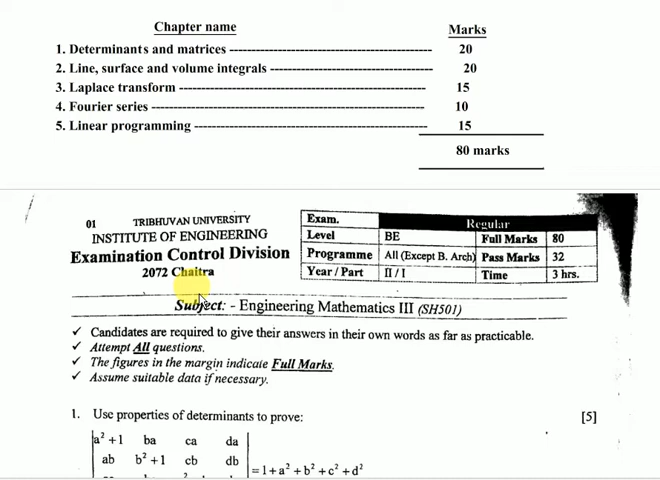 Chapter name Marks
1. Determinants and matrices ------------------------------------------------ 20
2. Line, surface and volume integrals --------------------------------------- 20
3. Laplace transform ----------------------------------------------------------- 15
4. Fourier series ----------------------------------------------------------------- 10
5. Linear programming -------------------------------------------------------- 15
80 marks
01 TRIBHUVAN UNIVERSITY
INSTITUTE OF ENGINEERING
Examination Control Division
2072 Chaitra
Exam. Regular
Level BE Full Marks 80
Programme All (Except B. Arch) Pass Marks 32
Year / Part II / I Time 3 hrs.
Subject: - Engineering Mathematics III (SH501)
✓ Candidates are required to give their answers in their own words as far as practicable.
✓ Attempt All questions.
✓ The figures in the margin indicate Full Marks.
✓ Assume suitable data if necessary.
1. Use properties of determinants to prove: [5]
a²+1 ba ca da
ab b²+1 cb db
=1+a²+b²+c²+d²